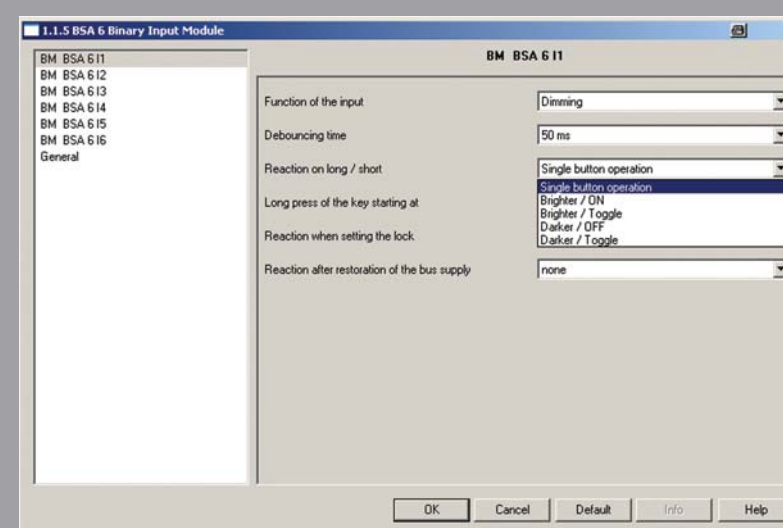 1.1.5 BSA 6 Binary Input Module
BM BSA 6 I1
BM BSA 6 I2
BM BSA 6 I3
BM BSA 6 I4
BM BSA 6 I5
BM BSA 6 I6
General
BM BSA 6 I1
Function of the input
Dimming
Debouncing time
50 ms
Reaction on long / short
Single button operation
Single button operation
Brighter / ON
Brighter / Toggle
Darker / OFF
Darker / Toggle
Long press of the key starting at
Reaction when setting the lock
Reaction after restoration of the bus supply
none
OK
Cancel
Default
Info
Help